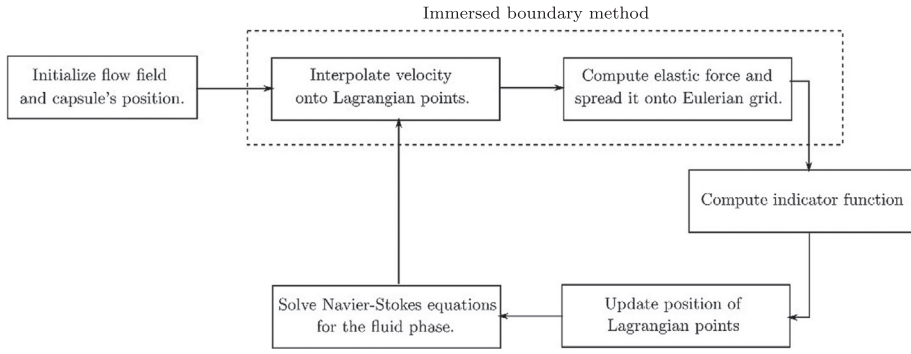 Immersed boundary method
Initialize flow field
and capsule's position.
Interpolate velocity
onto Lagrangian points.
Compute elastic force and
spread it onto Eulerian grid.
Compute indicator function
Update position of
Lagrangian points
Solve Navier-Stokes equations
for the fluid phase.